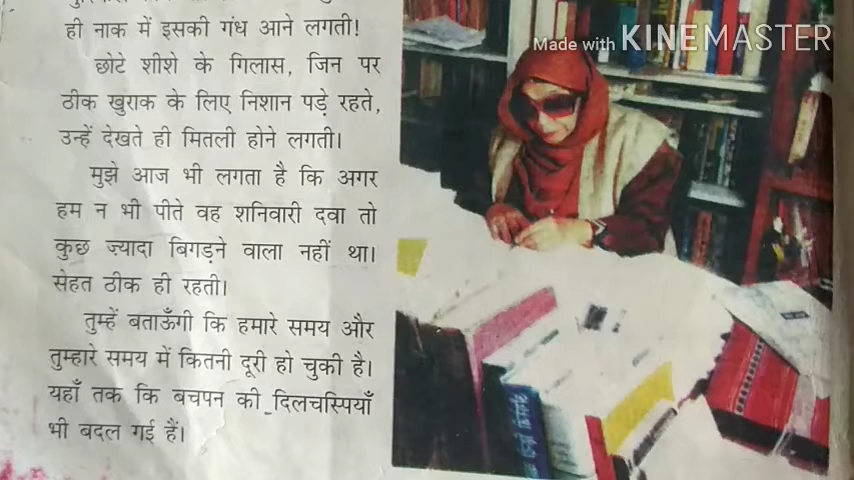 ही नाक में इसकी गंध आने लगती!
छोटे शीशे के गिलास, जिन पर
ठीक खुराक के लिए निशान पड़े रहते,
उन्हें देखते ही मितली होने लगती।
मुझे आज भी लगता है कि अगर
हम न भी पीते वह शनिवारी दवा तो
कुछ ज़्यादा बिगड़ने वाला नहीं था।
सेहत ठीक ही रहती।
तुम्हें बताऊँगी कि हमारे समय और
तुम्हारे समय में कितनी दूरी हो चुकी है।
यहाँ तक कि बचपन की दिलचस्पियाँ
भी बदल गई हैं।
Made with KINEMASTER